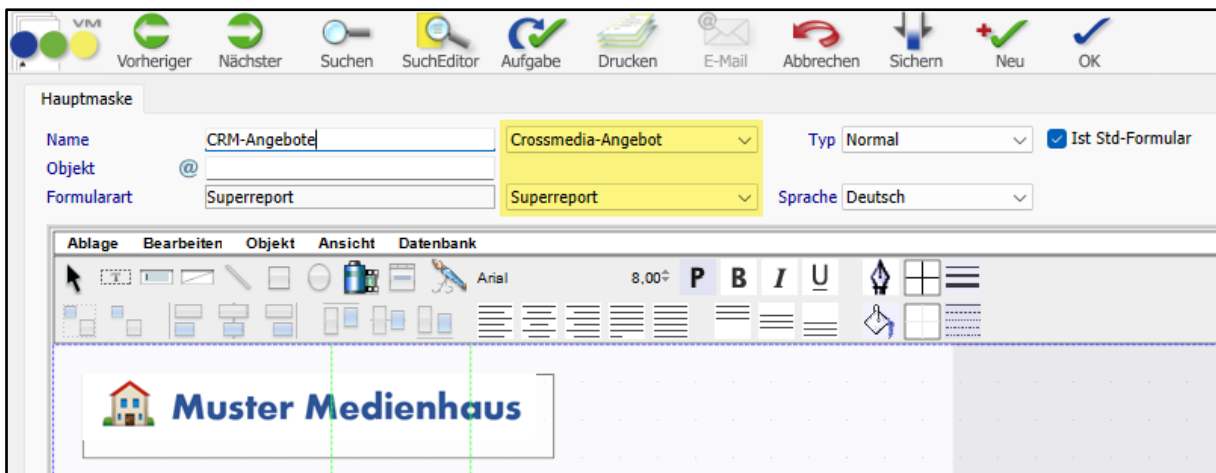 VM
Vorheriger Nächster Suchen SuchEditor Aufgabe Drucken E-Mail Abbrechen Sichern Neu OK
Hauptmaske
Name CRM-Angebote Crossmedia-Angebot Typ Normal Ist Std-Formular
Objekt @
Formularart Superreport Superreport Sprache Deutsch
Ablage Bearbeiten Objekt Ansicht Datenbank
T Arial 8,00 P B I U
Muster Medienhaus